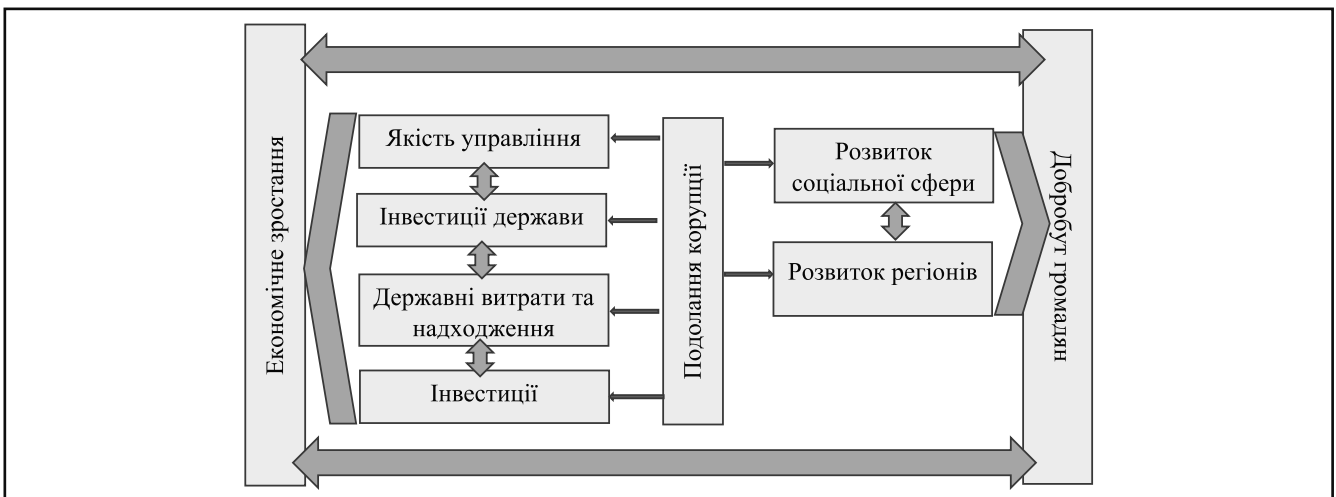 Економічне зростання
Якість управління
Інвестиції держави
Державні витрати та
надходження
Інвестиції
Подолання корупції
Розвиток
соціальної сфери
Розвиток регіонів
Добробут громадян